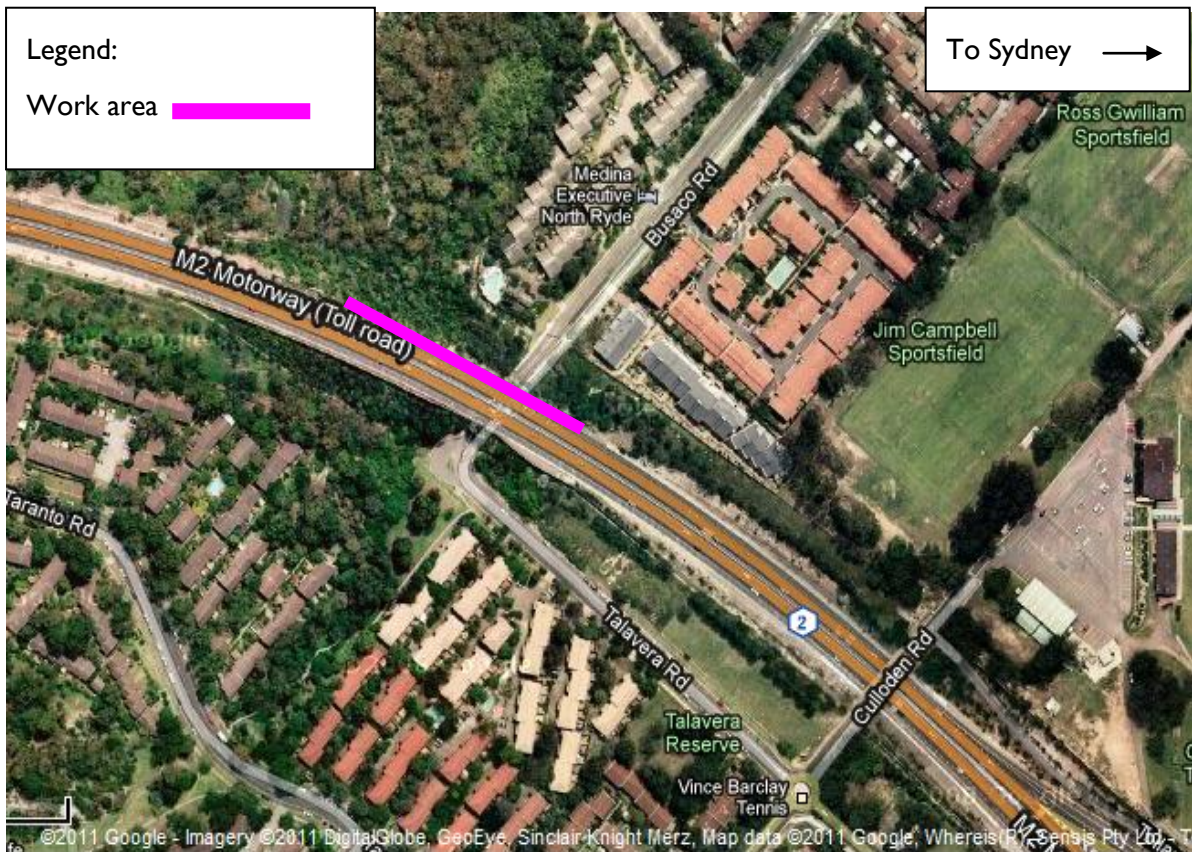 Legend:
Work area
To Sydney
Ross Gwilliam
Sportsfield
Medina
Executive
North Ryde
Busaco Rd
M2 Motorway (Toll road)
Jim Campbell
Sportsfield
Taranto Rd
2
Talavera Rd
Culloden Rd
Talavera
Reserve
Vince Barclay
Tennis
M2
©2011 Google - Imagery ©2011 DigitalGlobe, GeoEye, Sinclair Knight Merz, Map data ©2011 Google, Whereis(R), Sensis Pty Ltd - T